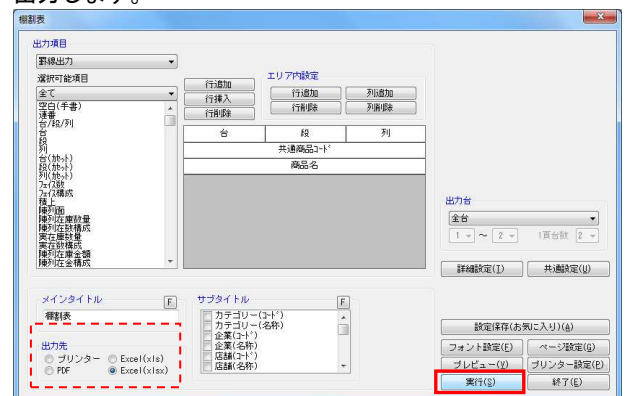 出力します。
棚割表
出力項目
罫線出力
選択可能項目
全て
空白(手書)
連番
台/段/列
台
段
列
台(ｶｾｯﾄ)
段(ｶｾｯﾄ)
列(ｶｾｯﾄ)
ﾌｪｲｽ数
ﾌｪｲｽ構成
積上
陳列面
陳列在庫数量
陳列在数構成
実在庫数量
実在数構成
陳列在庫金額
陳列在金構成
行追加
行挿入
行削除
エリア内設定
行追加 列追加
行削除 列削除
台 段 列
共通商品ｺｰﾄﾞ
商品名
出力台
全台
1 ～ 2 1頁台数 2
詳細設定(T) 共通設定(U)
メインタイトル F
棚割表
出力先
プリンター Excel(xls)
PDF Excel(xlsx)
サブタイトル F
カテゴリー(ｺｰﾄﾞ)
カテゴリー(名称)
企業(ｺｰﾄﾞ)
企業(名称)
店舗(ｺｰﾄﾞ)
店舗(名称)
設定保存(お気に入り)(A)
フォント設定(F) ページ設定(G)
プレビュー(V) プリンター設定(P)
実行(S) 終了(E)